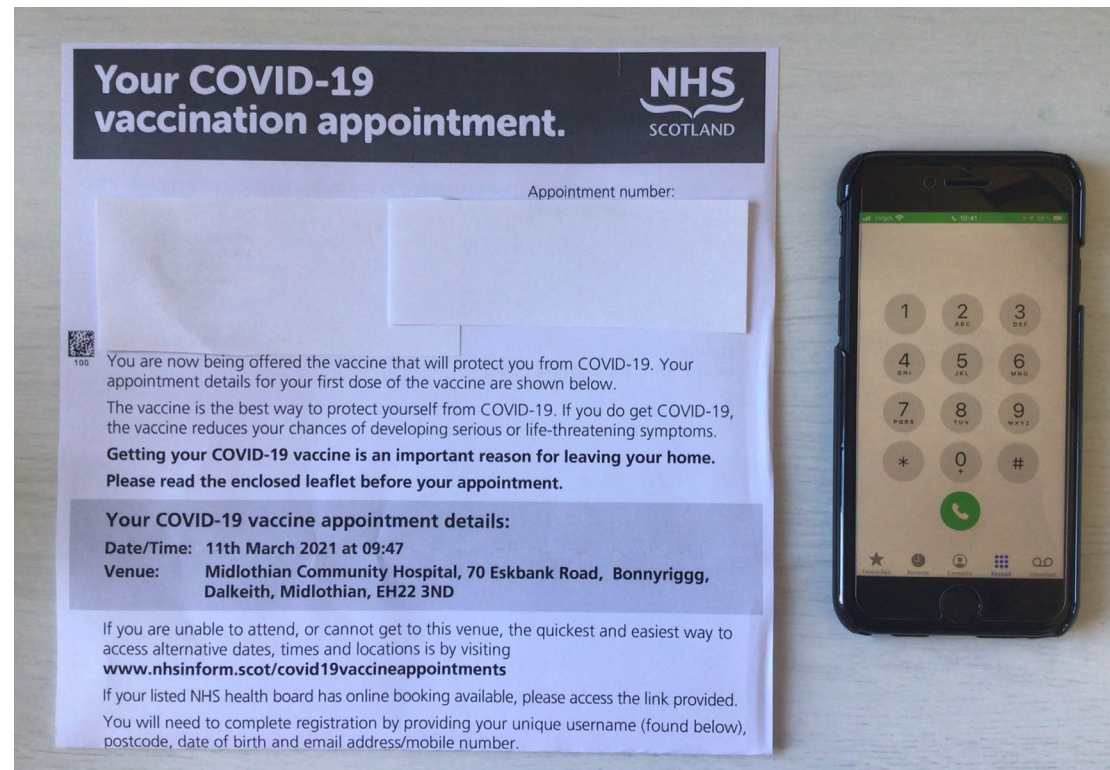 Your COVID-19
vaccination appointment.
NHS
SCOTLAND
Appointment number:
100
You are now being offered the vaccine that will protect you from COVID-19. Your
appointment details for your first dose of the vaccine are shown below.
The vaccine is the best way to protect yourself from COVID-19. If you do get COVID-19,
the vaccine reduces your chances of developing serious or life-threatening symptoms.
Getting your COVID-19 vaccine is an important reason for leaving your home.
Please read the enclosed leaflet before your appointment.
Your COVID-19 vaccine appointment details:
Date/Time: 11th March 2021 at 09:47
Venue: Midlothian Community Hospital, 70 Eskbank Road, Bonnyriggg,
Dalkeith, Midlothian, EH22 3ND
If you are unable to attend, or cannot get to this venue, the quickest and easiest way to
access alternative dates, times and locations is by visiting
www.nhsinform.scot/covid19vaccineappointments
If your listed NHS health board has online booking available, please access the link provided.
You will need to complete registration by providing your unique username (found below),
postcode, date of birth and email address/mobile number.
Virgin 10:41
1 2 3
ABC DEF
4 5 6
GHI JKL MNO
7 8 9
PQRS TUV WXYZ
* 0 #
+
Favourites Recents Contacts Keypad Voicemail